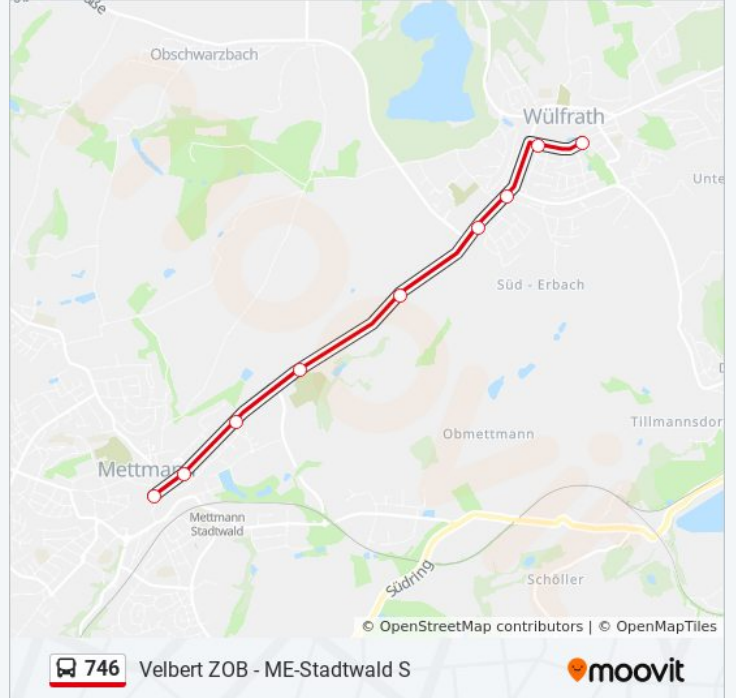 ße
Obschwarzbach
Wülfrath
Unte
Süd - Erbach
Tillmannsdor
Obmettmann
Mettmann
Mettmann
Stadtwald
Südring
Schöller
© OpenStreetMap contributors | © OpenMapTiles
746 Velbert ZOB - ME-Stadtwald S
moovit